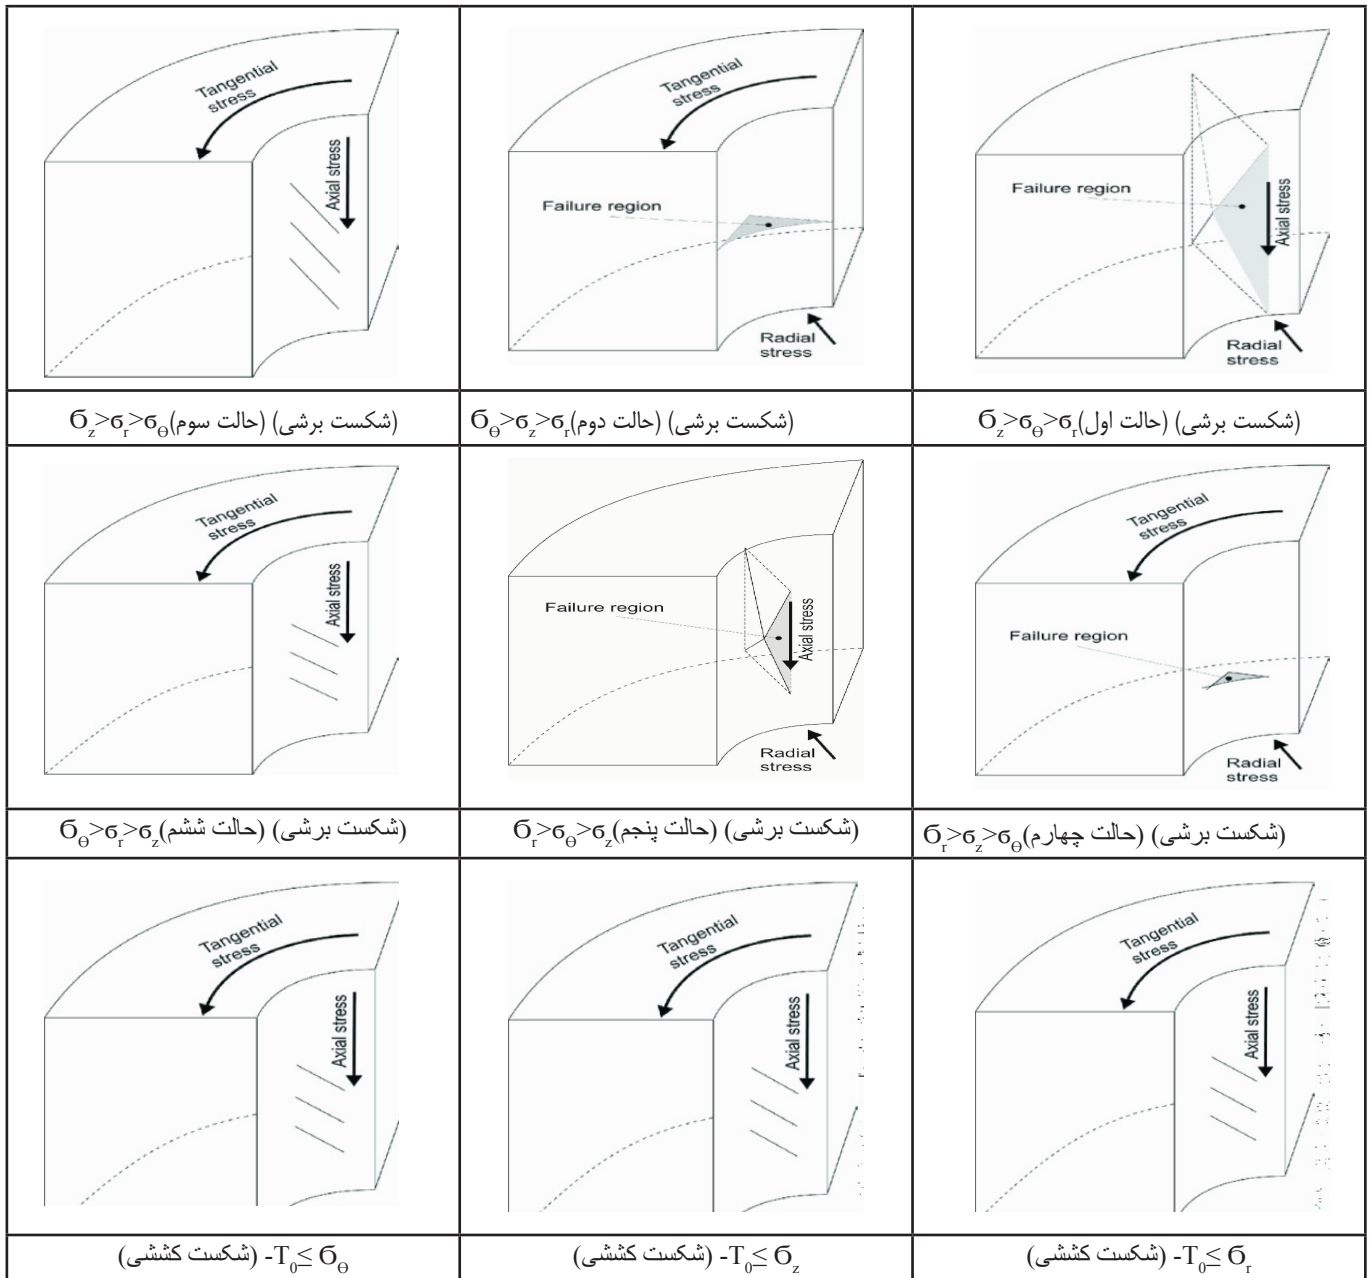 Tangential
stress
Axial stress
Tangential
stress
Failure region
Radial
stress
Failure region
Axial stress
Radial
stress
(شکست برشی) (حالت سوم)σz>σr>σθ
(شکست برشی) (حالت دوم)σθ>σz>σr
(شکست برشی) (حالت اول)σz>σθ>σr
Tangential
stress
Axial stress
Failure region
Axial stress
Radial
stress
Tangential
stress
Failure region
Radial
stress
(شکست برشی) (حالت ششم)σθ>σr>σz
(شکست برشی) (حالت پنجم)σr>σθ>σz
(شکست برشی) (حالت چهارم)σr>σz>σθ
Tangential
stress
Axial stress
Tangential
stress
Axial stress
Tangential
stress
Axial stress
(شکست کششی) -T0≤ σθ
(شکست کششی) -T0≤ σz
(شکست کششی) -T0≤ σr